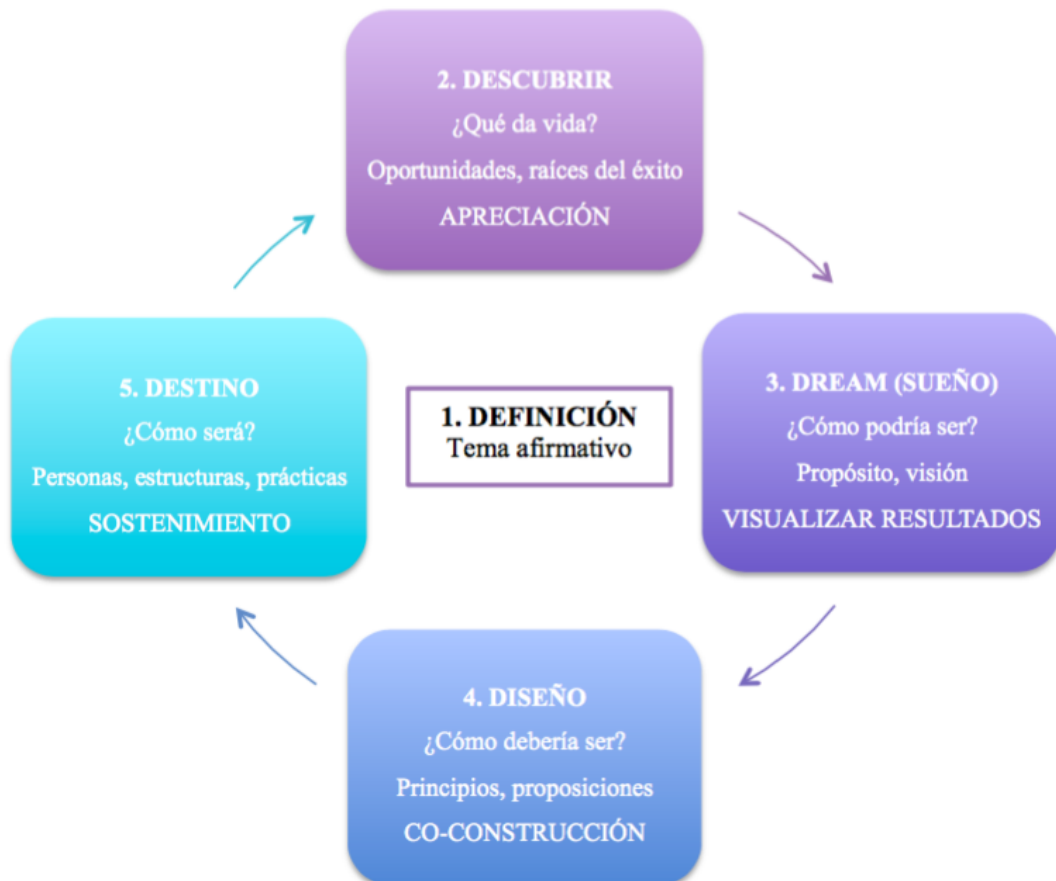 2. DESCUBRIR
¿Qué da vida?
Oportunidades, raíces del éxito
APRECIACIÓN
5. DESTINO
¿Cómo será?
Personas, estructuras, prácticas
SOSTENIMIENTO
1. DEFINICIÓN
Tema afirmativo
3. DREAM (SUEÑO)
¿Cómo podría ser?
Propósito, visión
VISUALIZAR RESULTADOS
4. DISEÑO
¿Cómo debería ser?
Principios, proposiciones
CO-CONSTRUCCIÓN